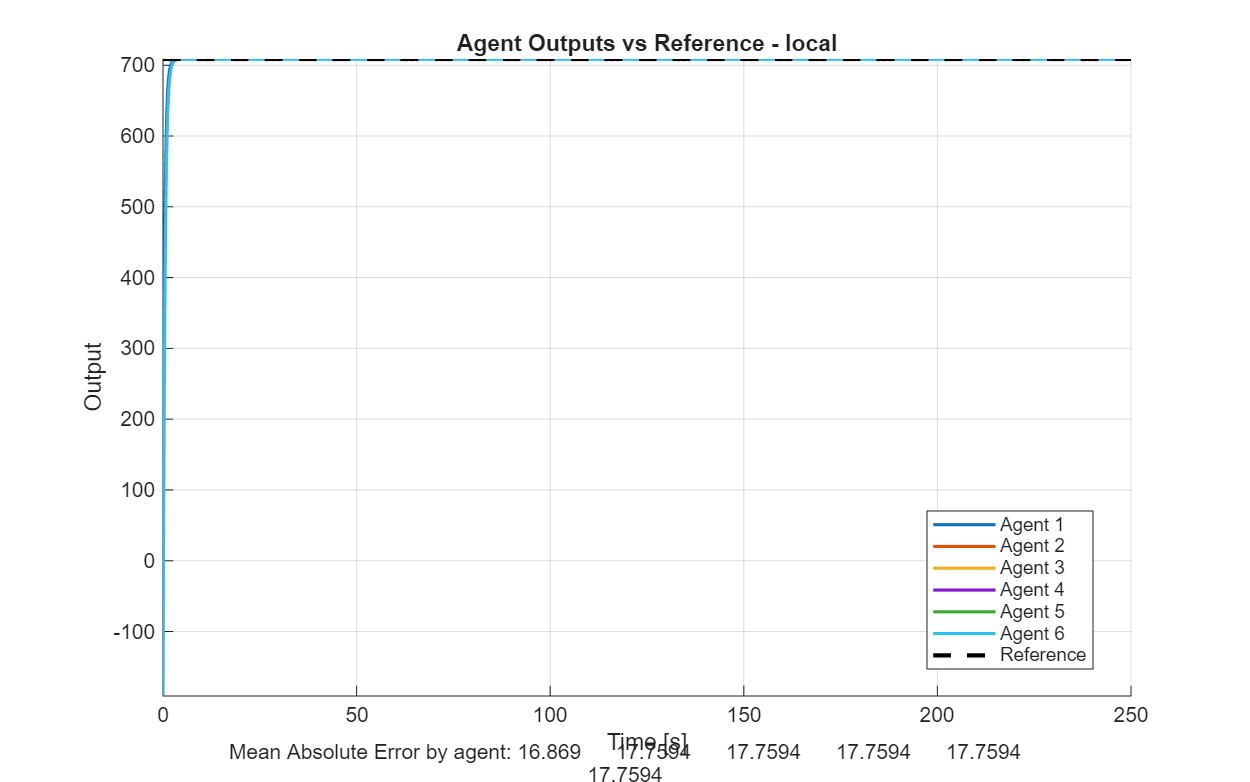 Agent Outputs vs Reference - local
700
600
500
400
300
200
100
0
-100
Output
Agent 1
Agent 2
Agent 3
Agent 4
Agent 5
Agent 6
Reference
0 50 100 150 200 250
Time [s]
Mean Absolute Error by agent: 16.869 17.7594 17.7594 17.7594 17.7594
17.7594